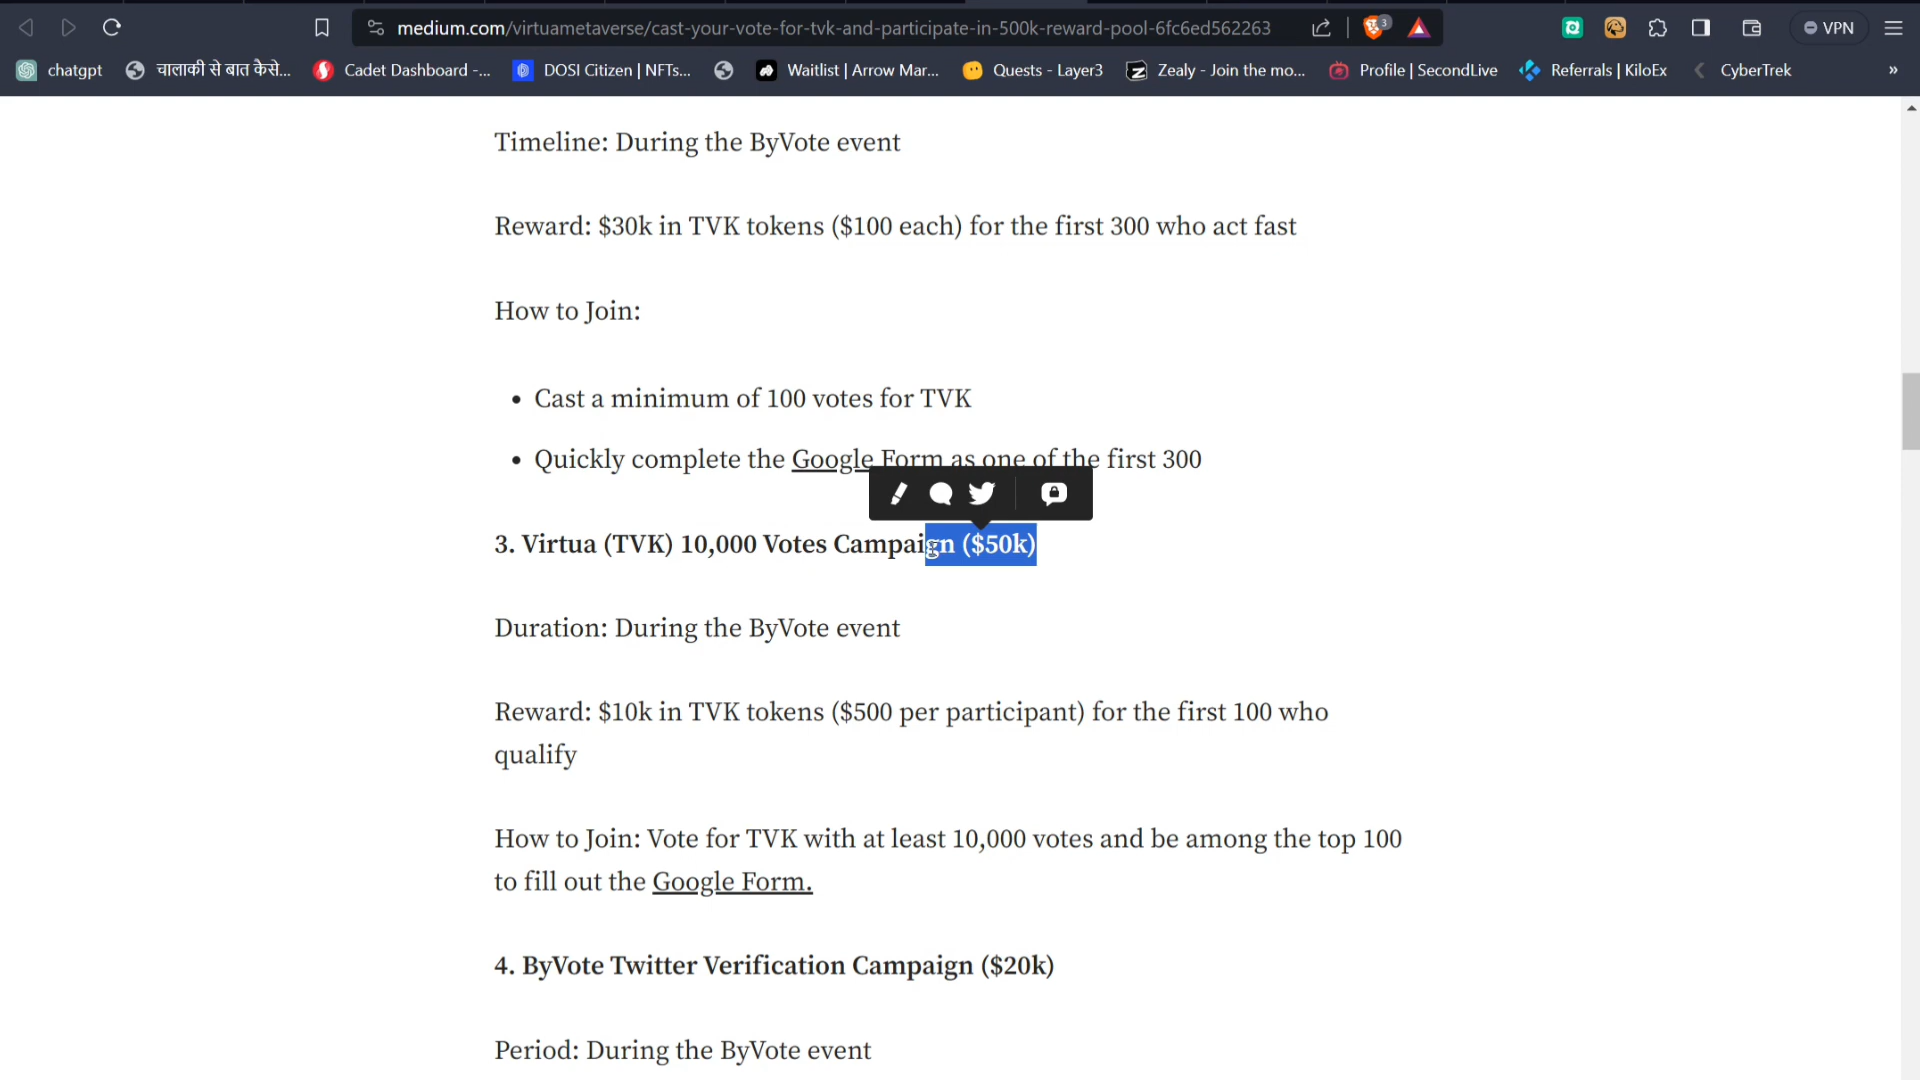 medium.com/virtuametaverse/cast-your-vote-for-tvk-and-participate-in-500k-reward-pool-6fc6ed562263
3
VPN
chatgpt
चालाकी से बात कैसे...
Cadet Dashboard -...
DOSI Citizen | NFTs...
Waitlist | Arrow Mar...
Quests - Layer3
Zealy - Join the mo...
Profile | SecondLive
Referrals | KiloEx
CyberTrek
»
Timeline: During the ByVote event
Reward: $30k in TVK tokens ($100 each) for the first 300 who act fast
How to Join:
• Cast a minimum of 100 votes for TVK
• Quickly complete the Google Form as one of the first 300
3. Virtua (TVK) 10,000 Votes Campaign ($50k)
Duration: During the ByVote event
Reward: $10k in TVK tokens ($500 per participant) for the first 100 who
qualify
How to Join: Vote for TVK with at least 10,000 votes and be among the top 100
to fill out the Google Form.
4. ByVote Twitter Verification Campaign ($20k)
Period: During the ByVote event